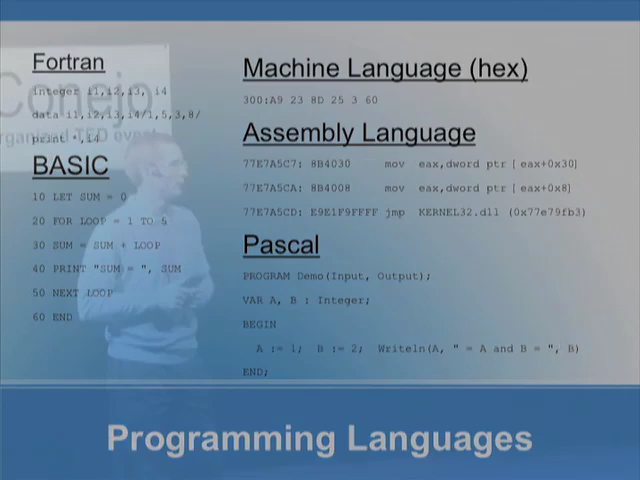 Conejo
organized TED event
Fortran
integer i1,i2,i3, i4
data i1,i2,i3,i4/1,5,3,8/
print *,i4
BASIC
10 LET SUM = 0
20 FOR LOOP = 1 TO 5
30 SUM = SUM + LOOP
40 PRINT "SUM = ", SUM
50 NEXT LOOP
60 END
Machine Language (hex)
300:A9 23 8D 25 3 60
Assembly Language
77E7A5C7: 8B4030 mov eax,dword ptr [ eax+0x30]
77E7A5CA: 8B4008 mov eax,dword ptr [ eax+0x8]
77E7A5CD: E9E1F9FFFF jmp KERNEL32.dll (0x77e79fb3)
Pascal
PROGRAM Demo(Input, Output);
VAR A, B : Integer;
BEGIN
A := 1; B := 2; Writeln(A, " = A and B = ", B)
END;
Programming Languages